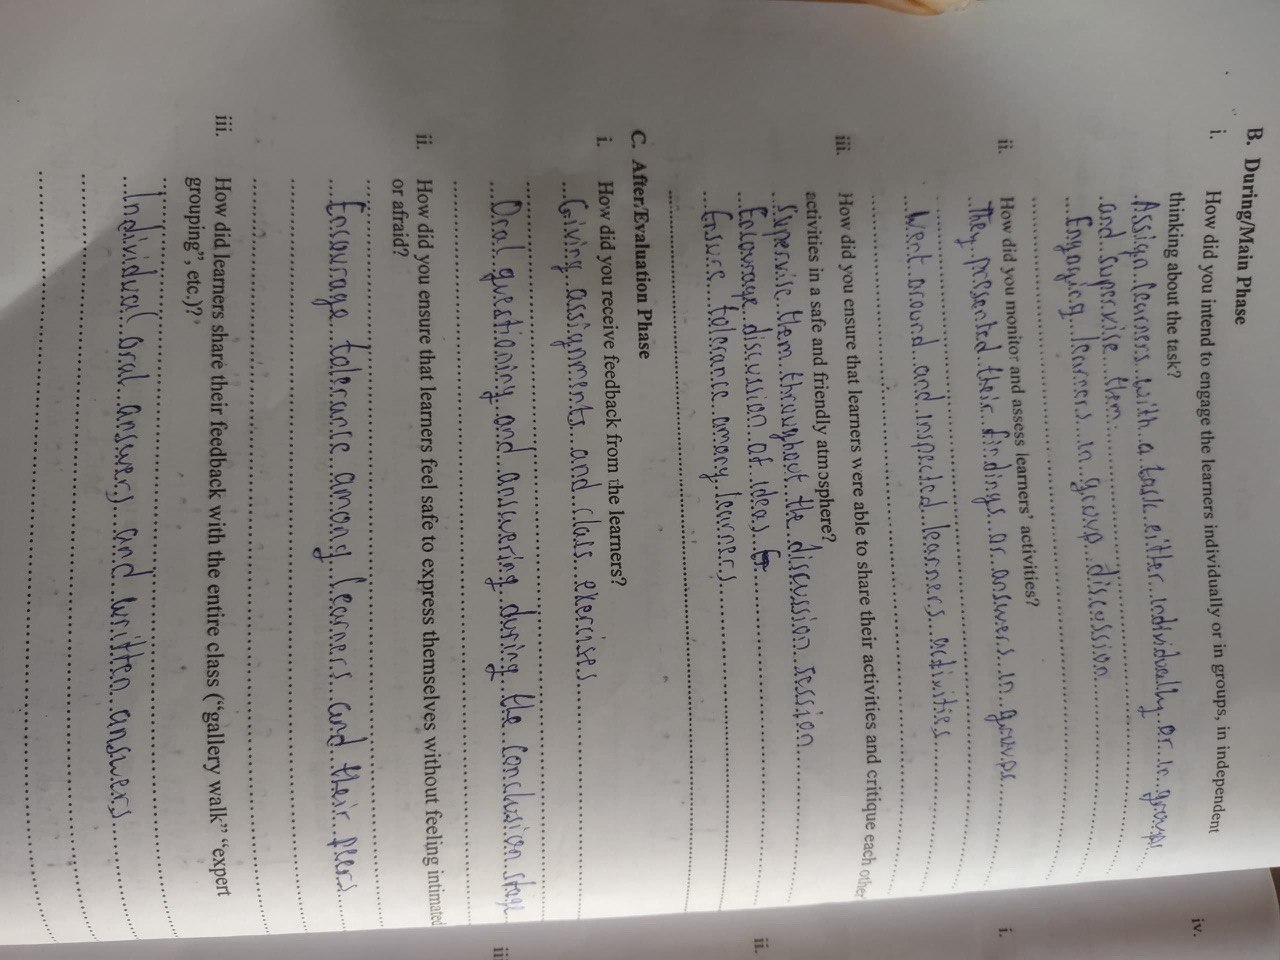 B. During/Main Phase
i. How did you intend to engage the learners individually or in groups, in independent
thinking about the task?
Assign learners with a task either individually or in groups
and supervise them.
Engaging learners in group discussion
ii. How did you monitor and assess learners' activities?
They presented their findings or answers in groups
Went around and inspected learners activities
iii. How did you ensure that learners were able to share their activities and critique each other
activities in a safe and friendly atmosphere?
Supervise them throughout the discussion session
Encourage discussion of ideas
Ensure tolerance among learners
C. After/Evaluation Phase
i. How did you receive feedback from the learners?
Giving assignments and class exercises
Oral questioning and answering during the conclusion stage
ii. How did you ensure that learners feel safe to express themselves without feeling intimated
or afraid?
Encourage tolerance among learners and their peers
iii. How did learners share their feedback with the entire class ("gallery walk" "expert
grouping", etc.)?
Individual oral answers and written answers
iv.
i.
ii.